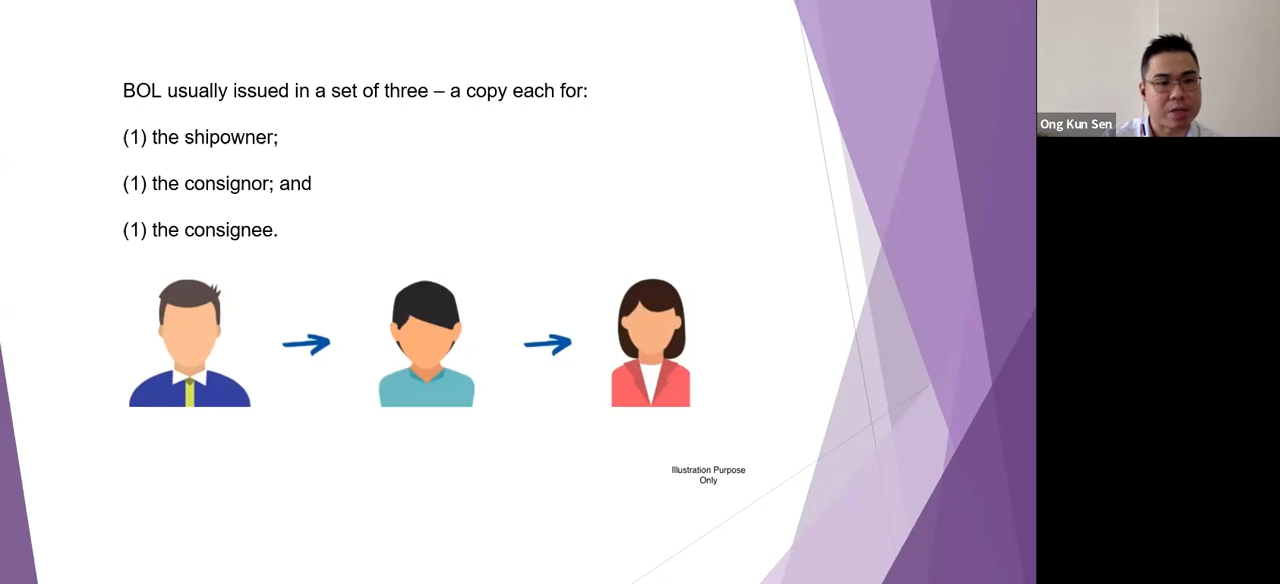 BOL usually issued in a set of three – a copy each for:
(1) the shipowner;
(1) the consignor; and
(1) the consignee.
Illustration Purpose
Only
Ong Kun Sen